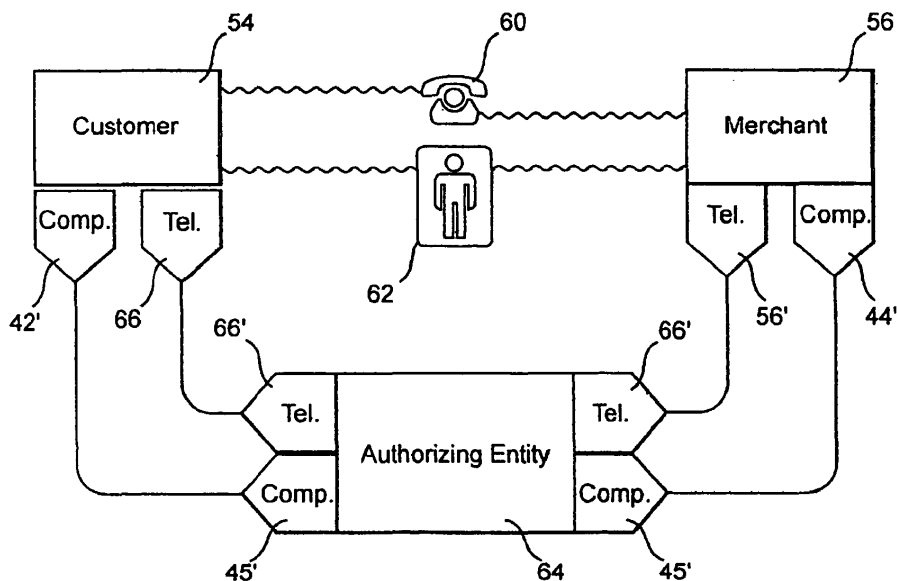 54
60
56
Customer
Merchant
Comp.
Tel.
Tel.
Comp.
42'
66
62
56'
44'
66'
66'
Tel.
Authorizing Entity
Tel.
Comp.
Comp.
45'
64
45'